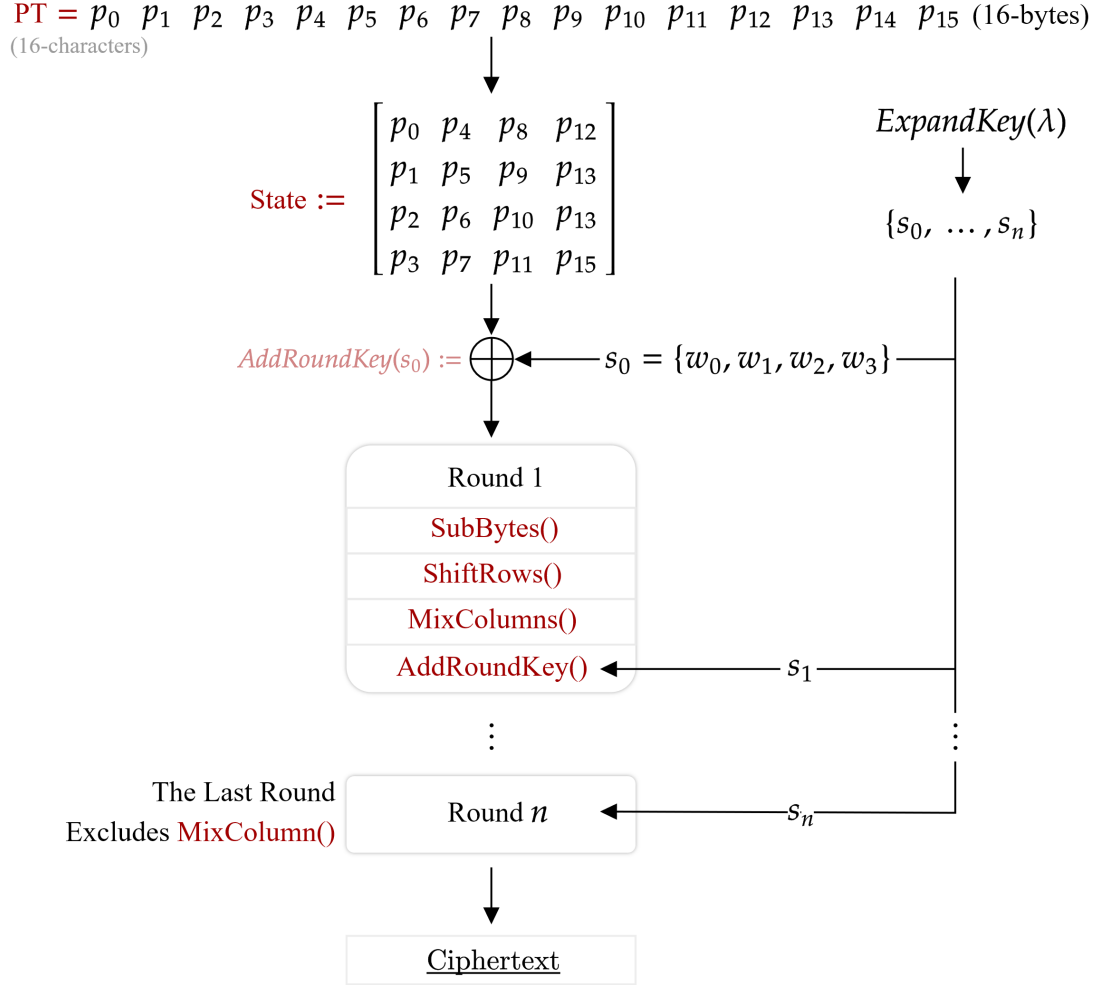 PT = p₀ p₁ p₂ p₃ p₄ p₅ p₆ p₇ p₈ p₉ p₁₀ p₁₁ p₁₂ p₁₃ p₁₄ p₁₅ (16-bytes)
(16-characters)
p₀ p₄ p₈ p₁₂
p₁ p₅ p₉ p₁₃
State :=
p₂ p₆ p₁₀ p₁₃
p₃ p₇ p₁₁ p₁₅
ExpandKey(λ)
{s₀, … , sₙ}
AddRoundKey(s₀) :=
s₀ = {w₀, w₁, w₂, w₃}
Round 1
SubBytes()
ShiftRows()
MixColumns()
AddRoundKey()
s₁
⋮ ⋮
The Last Round
Excludes MixColumn()
Round n
sₙ
Ciphertext